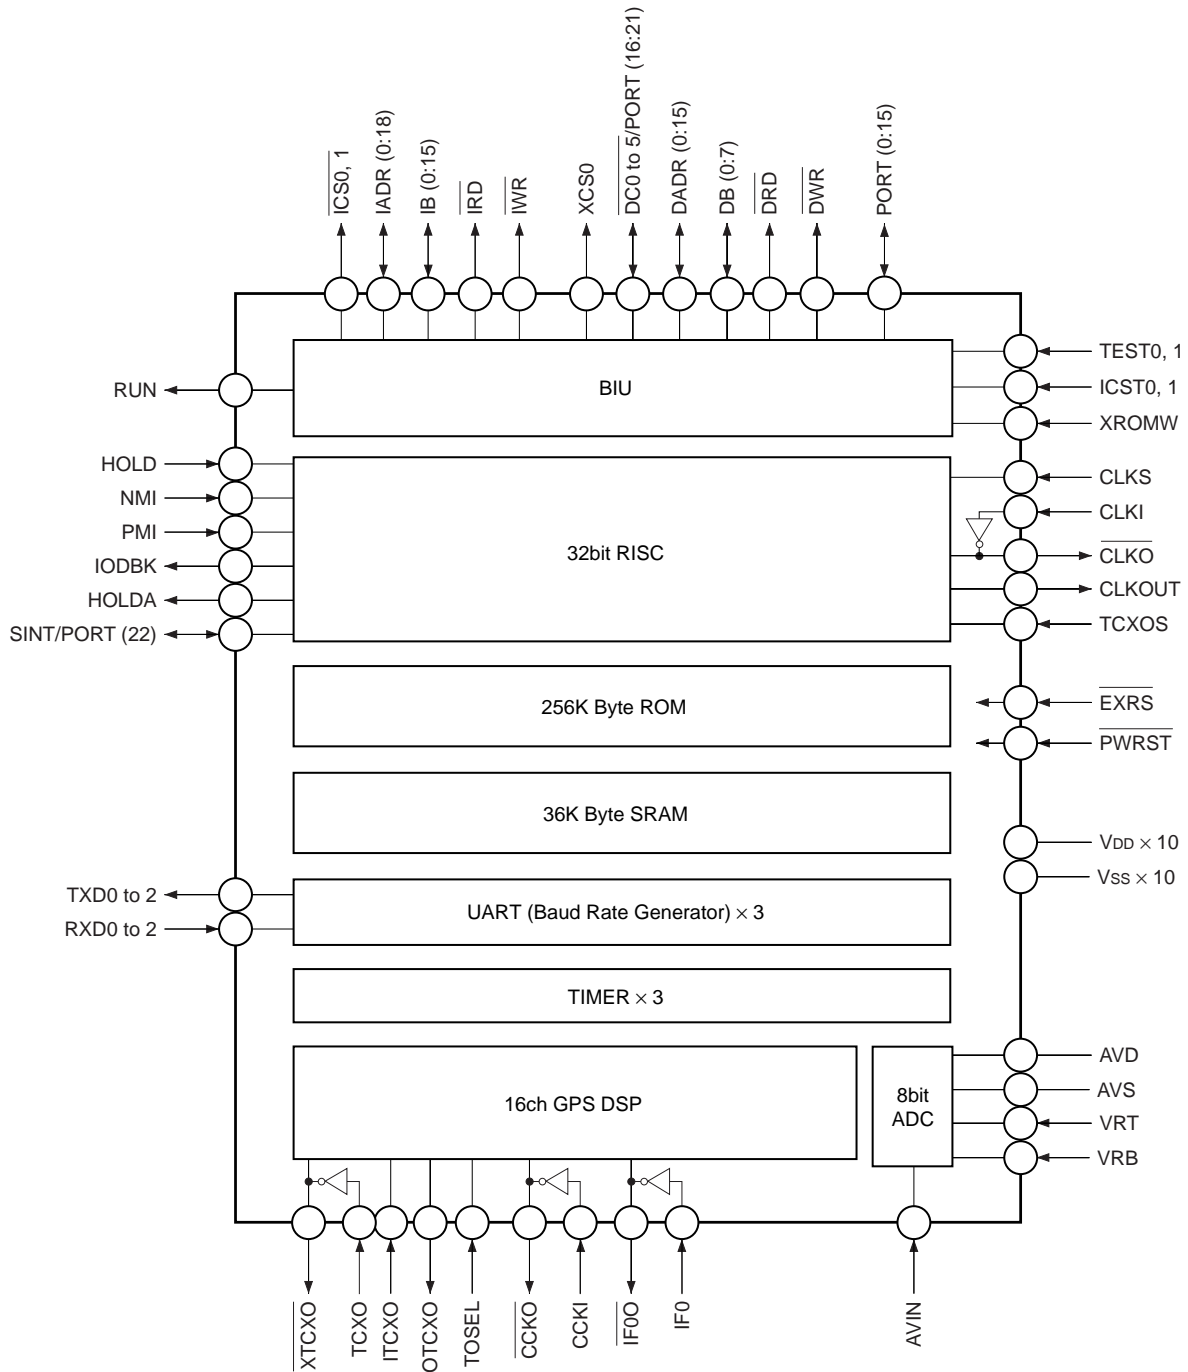 ICS0, 1
IADR (0:18)
IB (0:15)
IRD
IWR
XCS0
DC0 to 5/PORT (16:21)
DADR (0:15)
DB (0:7)
DRD
DWR
PORT (0:15)
BIU
RUN
TEST0, 1
ICST0, 1
XROMW
HOLD
NMI
PMI
IODBK
HOLDA
SINT/PORT (22)
32bit RISC
CLKS
CLKI
CLKO
CLKOUT
TCXOS
256K Byte ROM
EXRS
PWRST
36K Byte SRAM
VDD × 10
VSS × 10
TXD0 to 2
RXD0 to 2
UART (Baud Rate Generator) × 3
TIMER × 3
16ch GPS DSP
8bit
ADC
AVD
AVS
VRT
VRB
XTCXO
TCXO
ITCXO
OTCXO
TOSEL
CCKO
CCKI
IF0O
IF0
AVIN